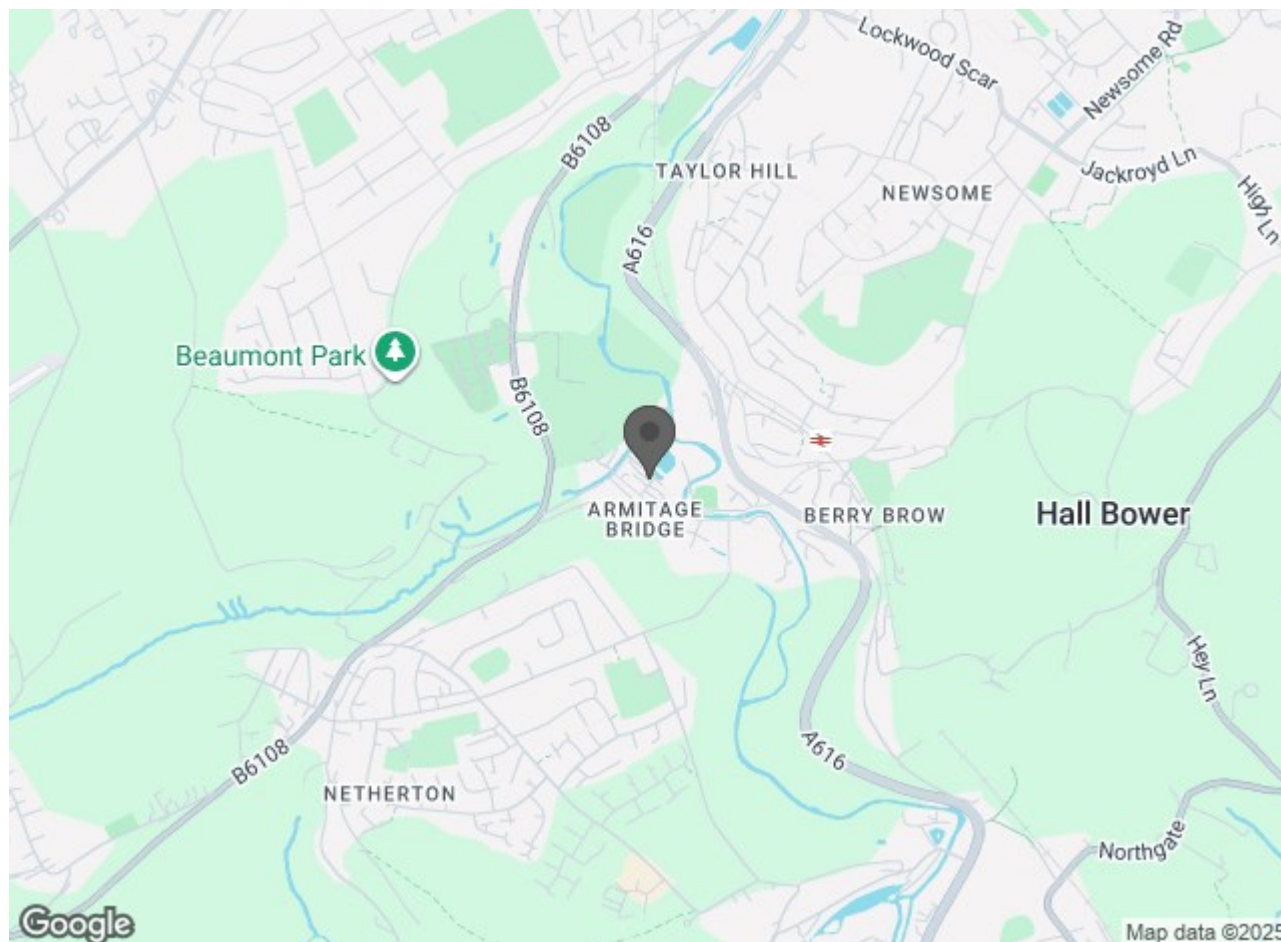 Lockwood Scar
Newsome Rd
B6108
TAYLOR HILL
Jackroyd Ln
NEWSOME
High Ln
A616
Beaumont Park
B6108
ARMITAGE
BRIDGE
BERRY BROW
Hall Bower
Hey Ln
A616
B6108
NETHERTON
Northgate
Google
Map data ©2025